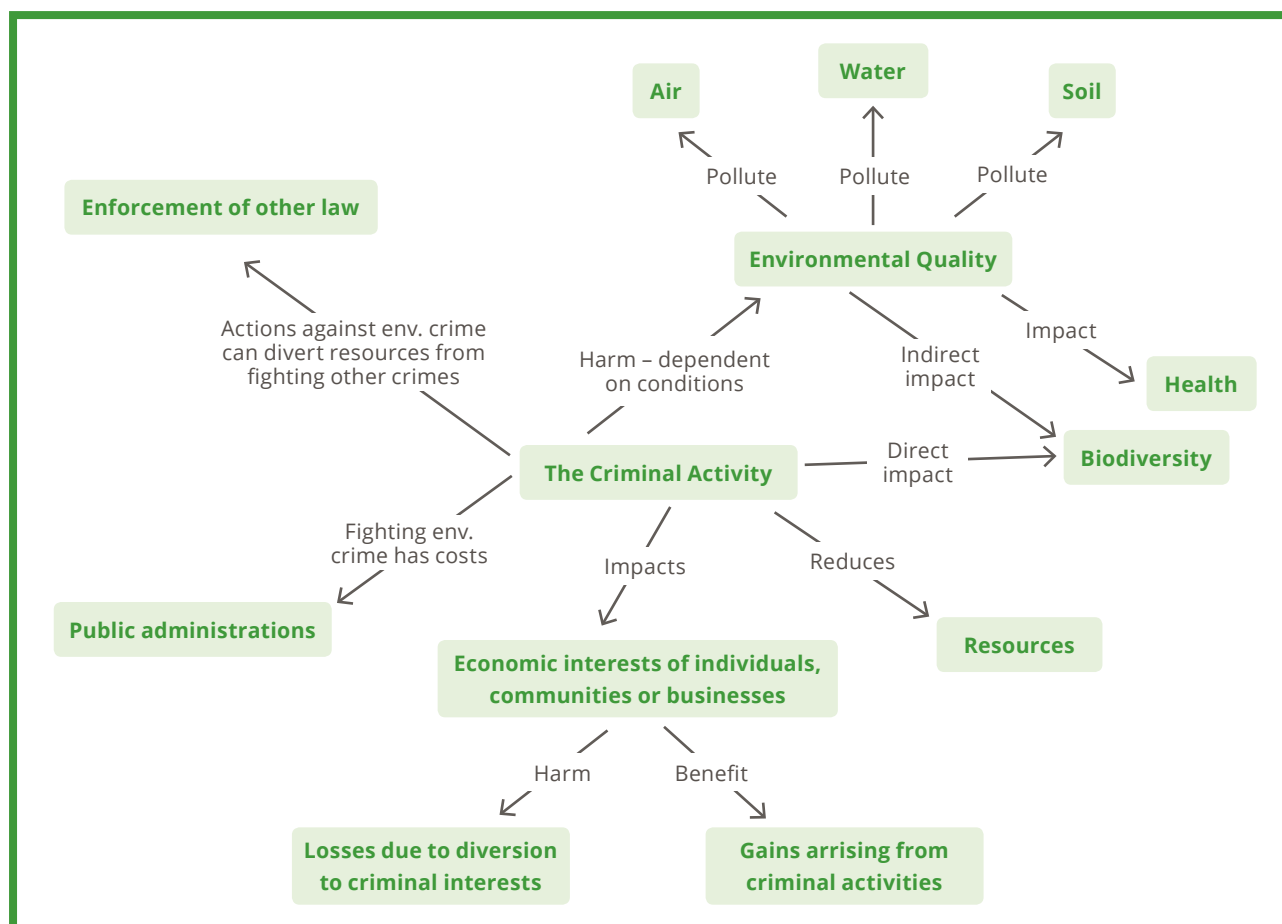 Water
Air
Soil
Pollute
Pollute
Pollute
Enforcement of other law
Environmental Quality
Actions against env. crime
can divert resources from
fighting other crimes
Harm – dependent
on conditions
Indirect
impact
Impact
Health
The Criminal Activity
Direct
impact
Biodiversity
Fighting env.
crime has costs
Impacts
Reduces
Public administrations
Economic interests of individuals,
communities or businesses
Resources
Harm
Benefit
Losses due to diversion
to criminal interests
Gains arrising from
criminal activities